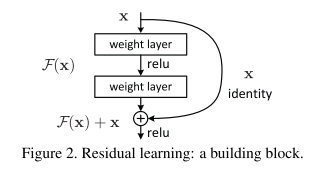 x
weight layer
relu
F(x)
x
weight layer
identity
F(x) + x
+
relu
Figure 2. Residual learning: a building block.